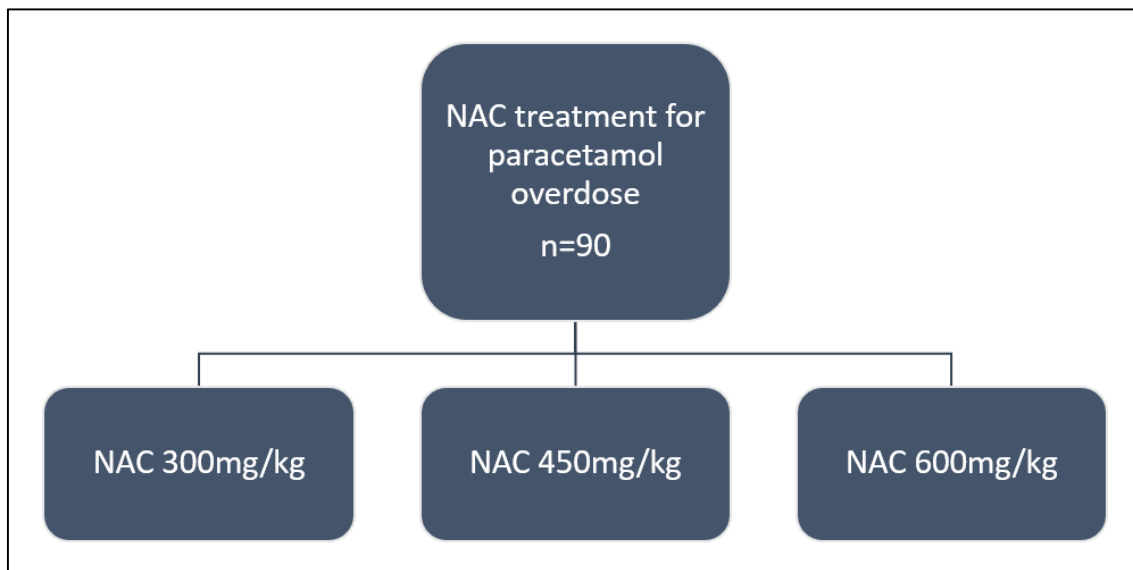 NAC treatment for
paracetamol
overdose
n=90
NAC 300mg/kg
NAC 450mg/kg
NAC 600mg/kg